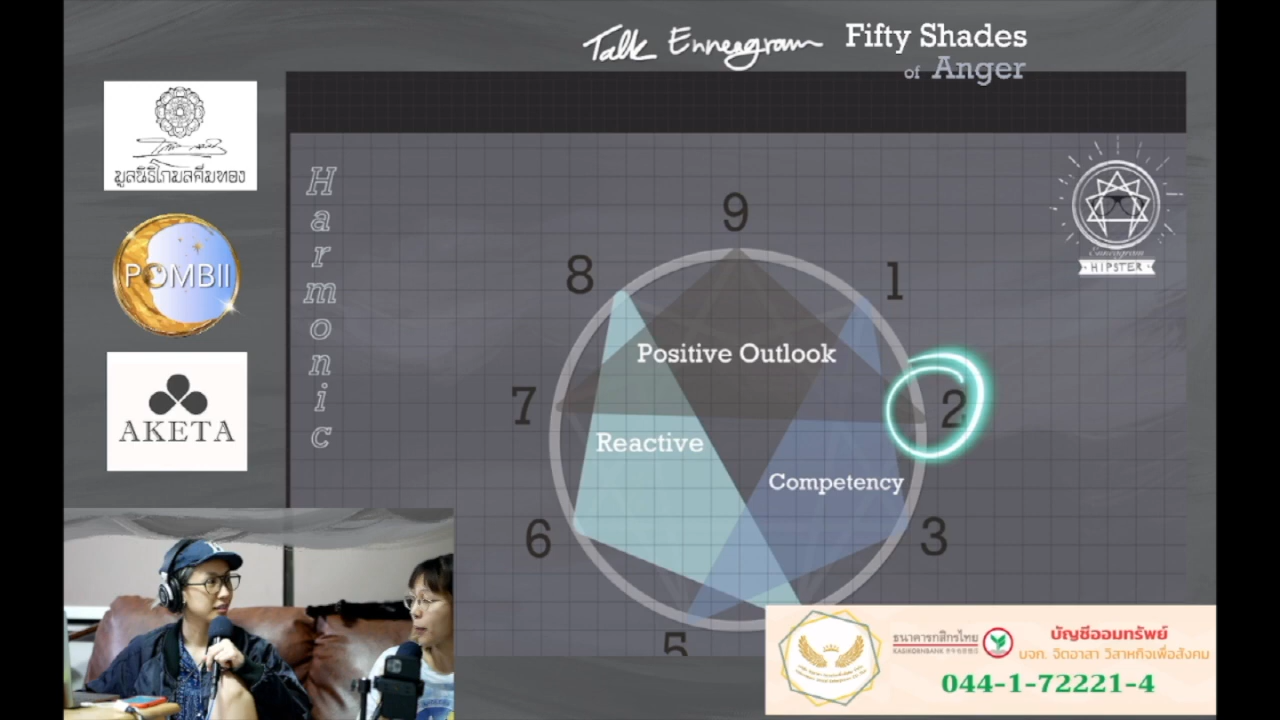 Talk Enneagram
Fifty Shades
of Anger
มูลนิธิโกมลคีมทอง
POMBII
AKETA
Harmonic
Enneagram
HIPSTER
9
8
1
Positive Outlook
7
2
Reactive
Competency
6
3
5
ธนาคารกสิกรไทย
KASIKORNBANK
บัญชีออมทรัพย์
บจก. จิตอาสา วิสาหกิจเพื่อสังคม
044-1-72221-4